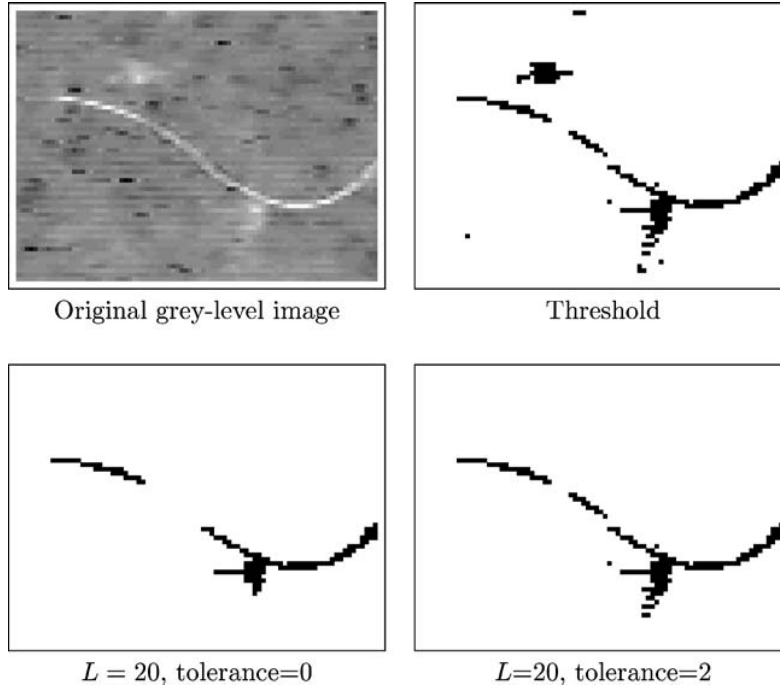 Original grey-level image
Threshold
L = 20, tolerance=0
L=20, tolerance=2